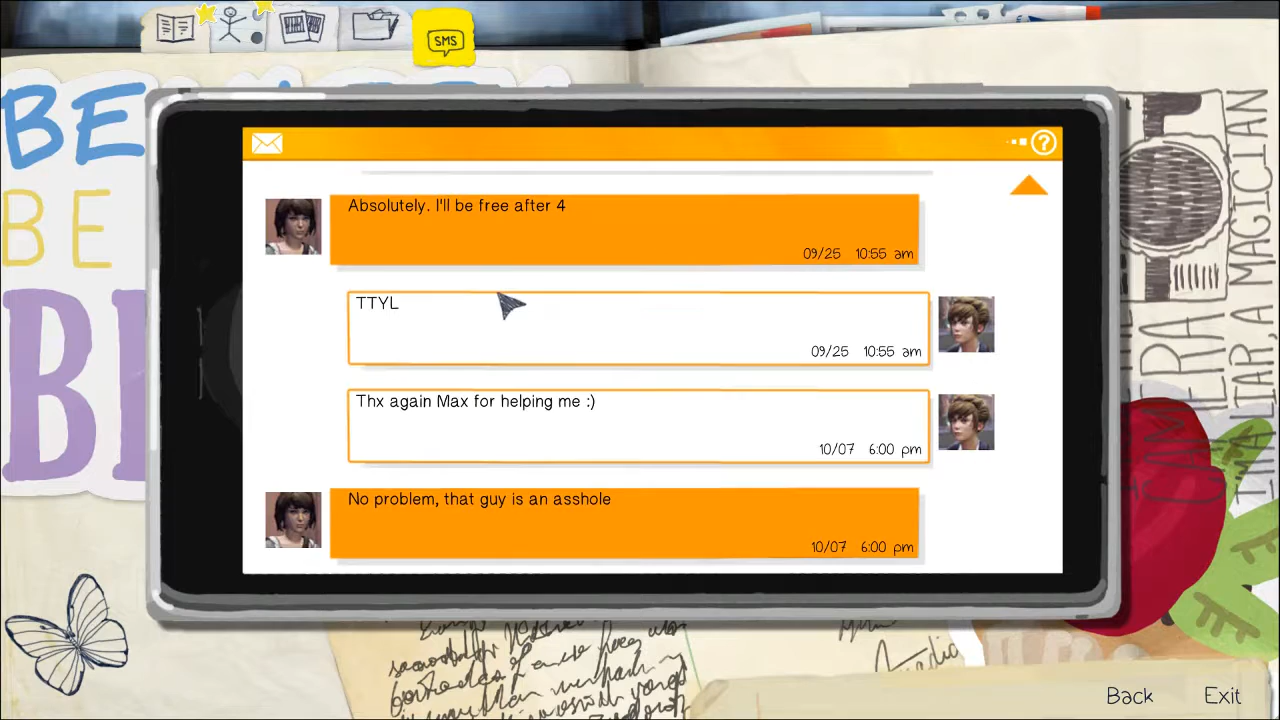 SMS
BE
BE
B
Absolutely. I'll be free after 4
09/25 10:55 am
TTYL
09/25 10:55 am
Thx again Max for helping me :)
10/07 6:00 pm
No problem, that guy is an asshole
10/07 6:00 pm
CAMERA
I'M A LIAR, A MAGICIAN
Back Exit